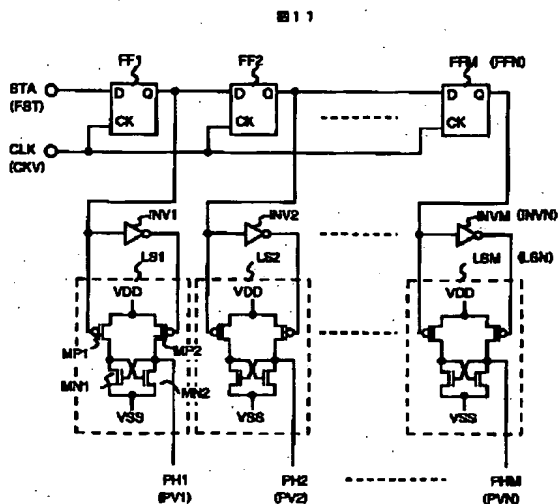 図11
FF1 FF2 FFM (FFN)
STA D Q D Q D Q
(FST)
CK CK CK
CLK
(CKV)
INV1 INV2 INVM (INVN)
LS1 LS2 LSM (LSN)
VDD VDD VDD
MP1 MP2
MN1 MN2
VSS VSS VSS
PH1 PH2 PHM
(PV1) (PV2) (PVN)